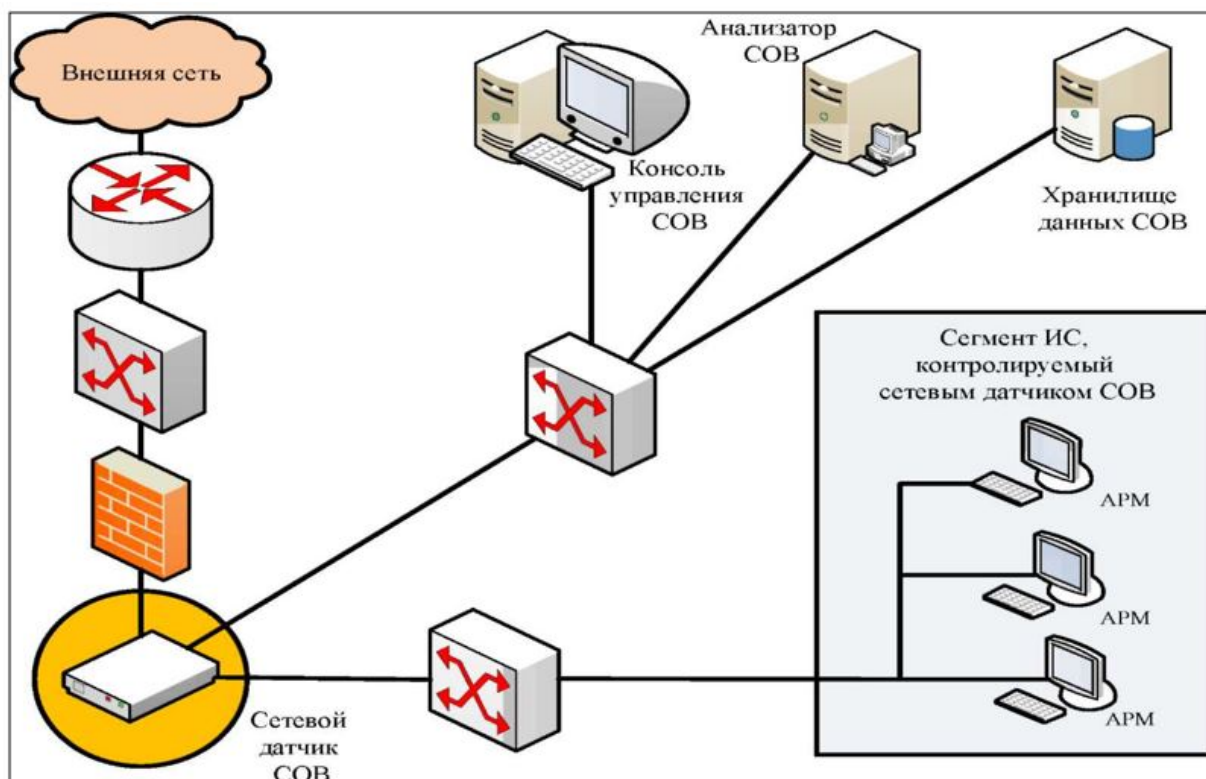 Внешняя сеть
Анализатор
СОВ
Консоль
управления
СОВ
Хранилище
данных СОВ
Сегмент ИС,
контролируемый
сетевым датчиком СОВ
АРМ
АРМ
АРМ
Сетевой
датчик
СОВ